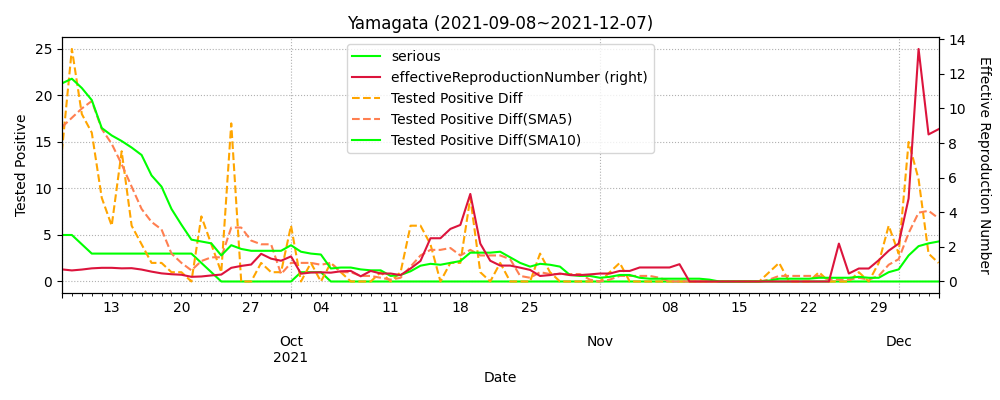 Yamagata (2021-09-08~2021-12-07)
serious
effectiveReproductionNumber (right)
Tested Positive Diff
Tested Positive Diff(SMA5)
Tested Positive Diff(SMA10)
Tested Positive
25
20
15
10
5
0
14
12
10
8
6
4
2
0
Effective Reproduction Number
13
20
27
04
11
18
25
08
15
22
29
Oct
2021
Nov
Dec
Date